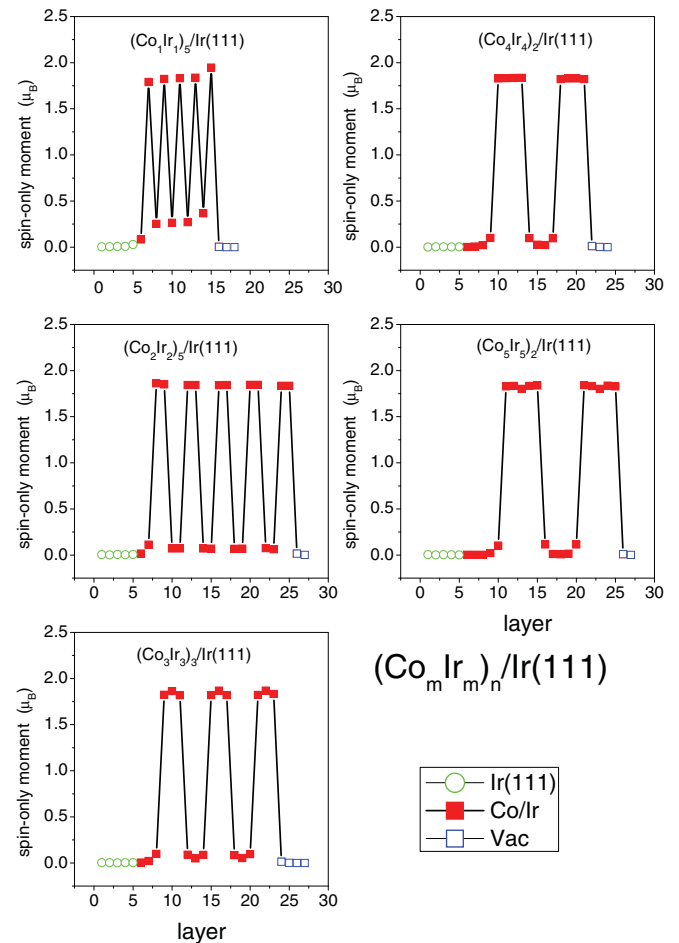 (Co₁Ir₁)₅/Ir(111)
2.5
2.0
1.5
1.0
0.5
0.0
spin-only moment (μ_B)
0 5 10 15 20 25 30
(Co₄Ir₄)₂/Ir(111)
2.5
2.0
1.5
1.0
0.5
0.0
spin-only moment (μ_B)
0 5 10 15 20 25 30
(Co₂Ir₂)₅/Ir(111)
2.5
2.0
1.5
1.0
0.5
0.0
spin-only moment (μ_B)
0 5 10 15 20 25 30
(Co₅Ir₅)₂/Ir(111)
2.5
2.0
1.5
1.0
0.5
0.0
spin-only moment (μ_B)
0 5 10 15 20 25 30
layer
(Co₃Ir₃)₃/Ir(111)
2.5
2.0
1.5
1.0
0.5
0.0
spin-only moment (μ_B)
0 5 10 15 20 25 30
layer
(CoₘIrₘ)ₙ/Ir(111)
Ir(111)
Co/Ir
Vac